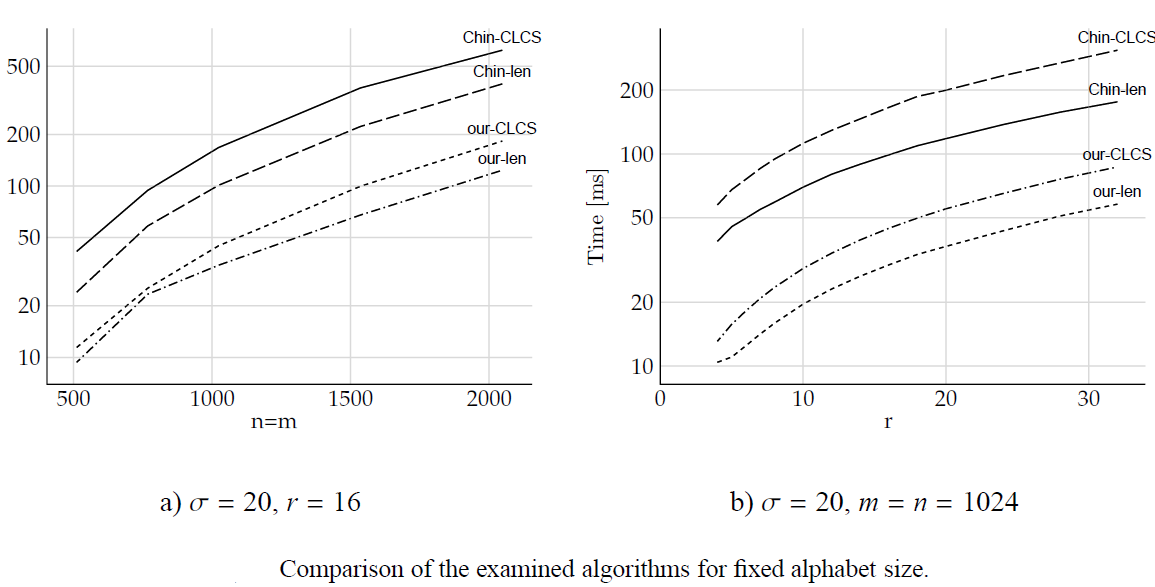 Chin-CLCS
Chin-len
our-CLCS
our-len
500
200
100
50
20
10
500 1000 1500 2000
n=m
Chin-CLCS
Chin-len
our-CLCS
our-len
Time [ms]
200
100
50
20
10
0 10 20 30
r
a) σ = 20, r = 16
b) σ = 20, m = n = 1024
Comparison of the examined algorithms for fixed alphabet size.